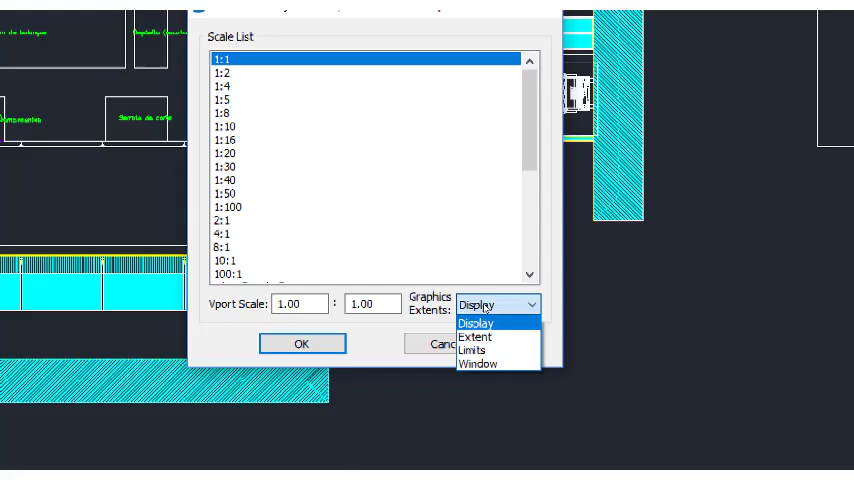 Scale List
1:1
1:2
1:4
1:5
1:8
1:10
1:16
1:20
1:30
1:40
1:50
1:100
2:1
4:1
8:1
10:1
100:1
Serrote de corte
Vport Scale: 1.00 : 1.00 Graphics Extents: Display
Display
Extent
Limits
Window
OK
Canc